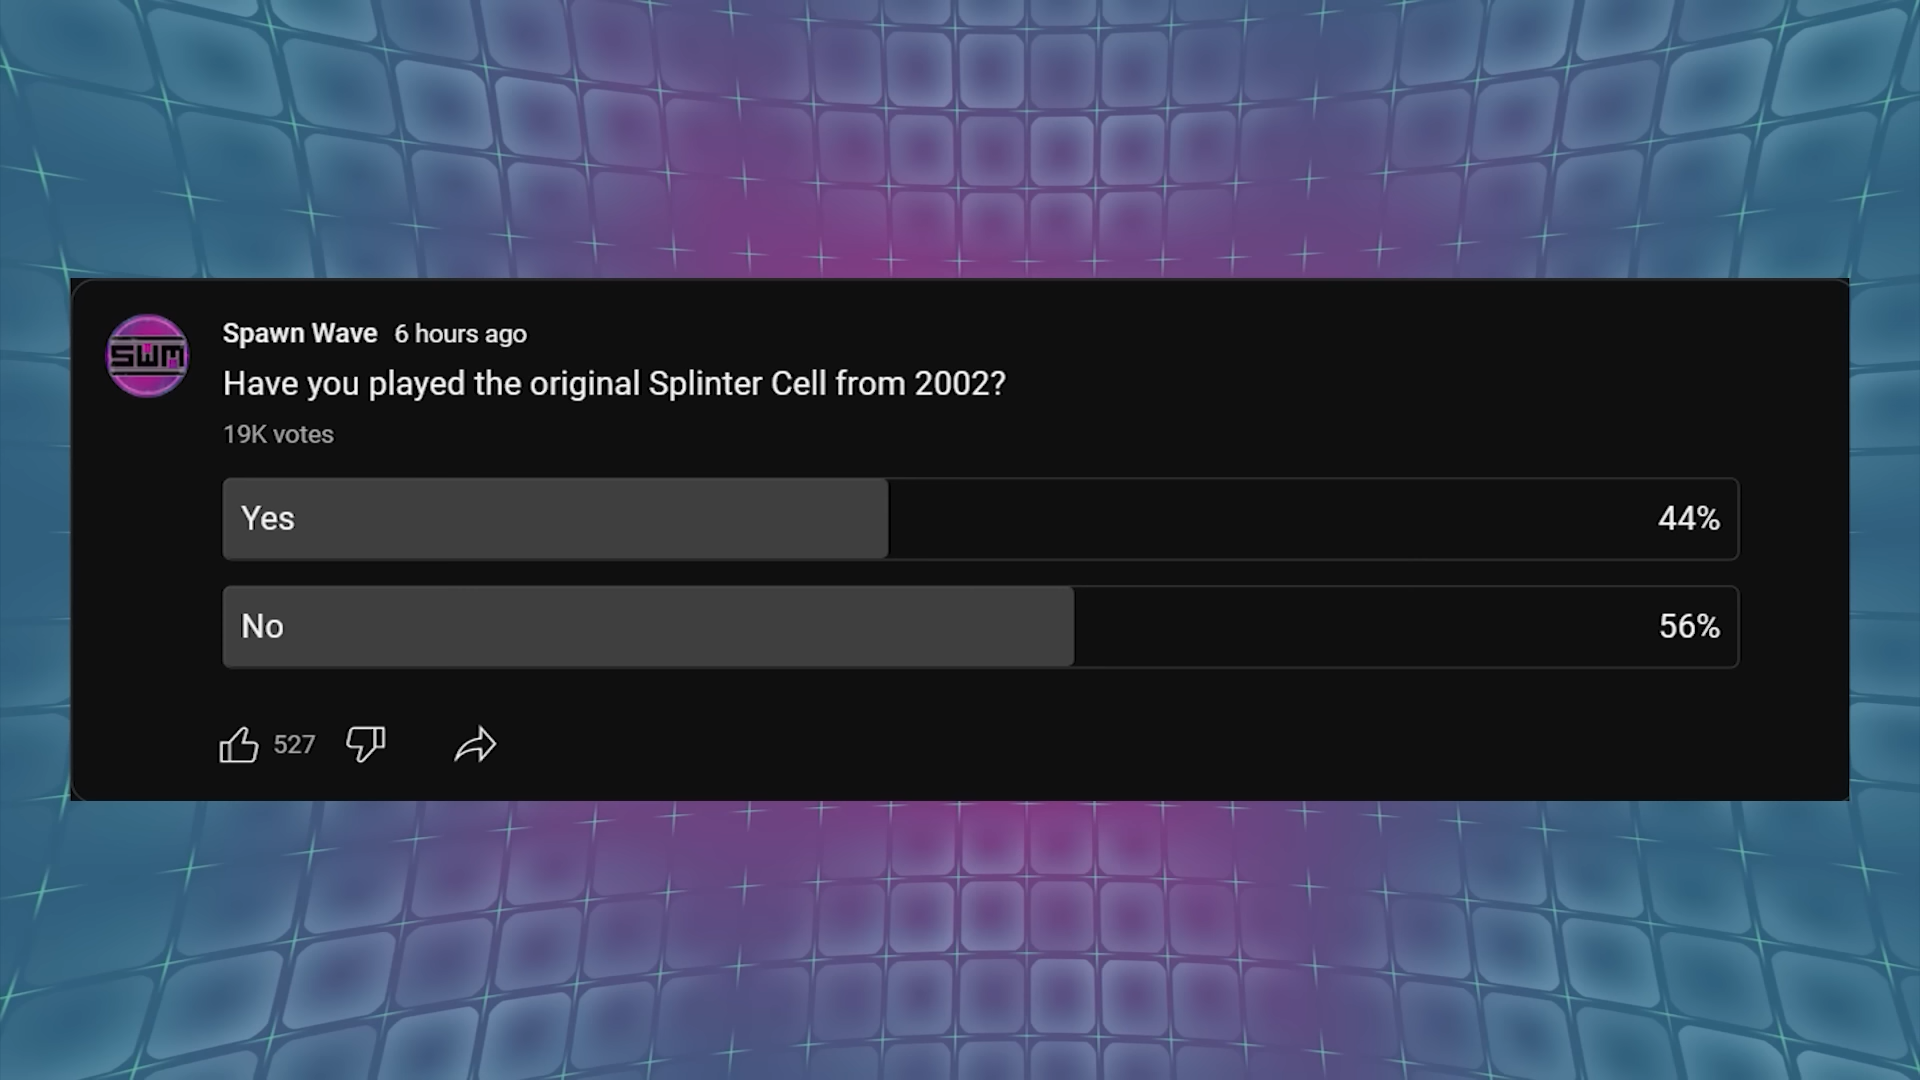 SWM
Spawn Wave 6 hours ago
Have you played the original Splinter Cell from 2002?
19K votes
Yes 44%
No 56%
527